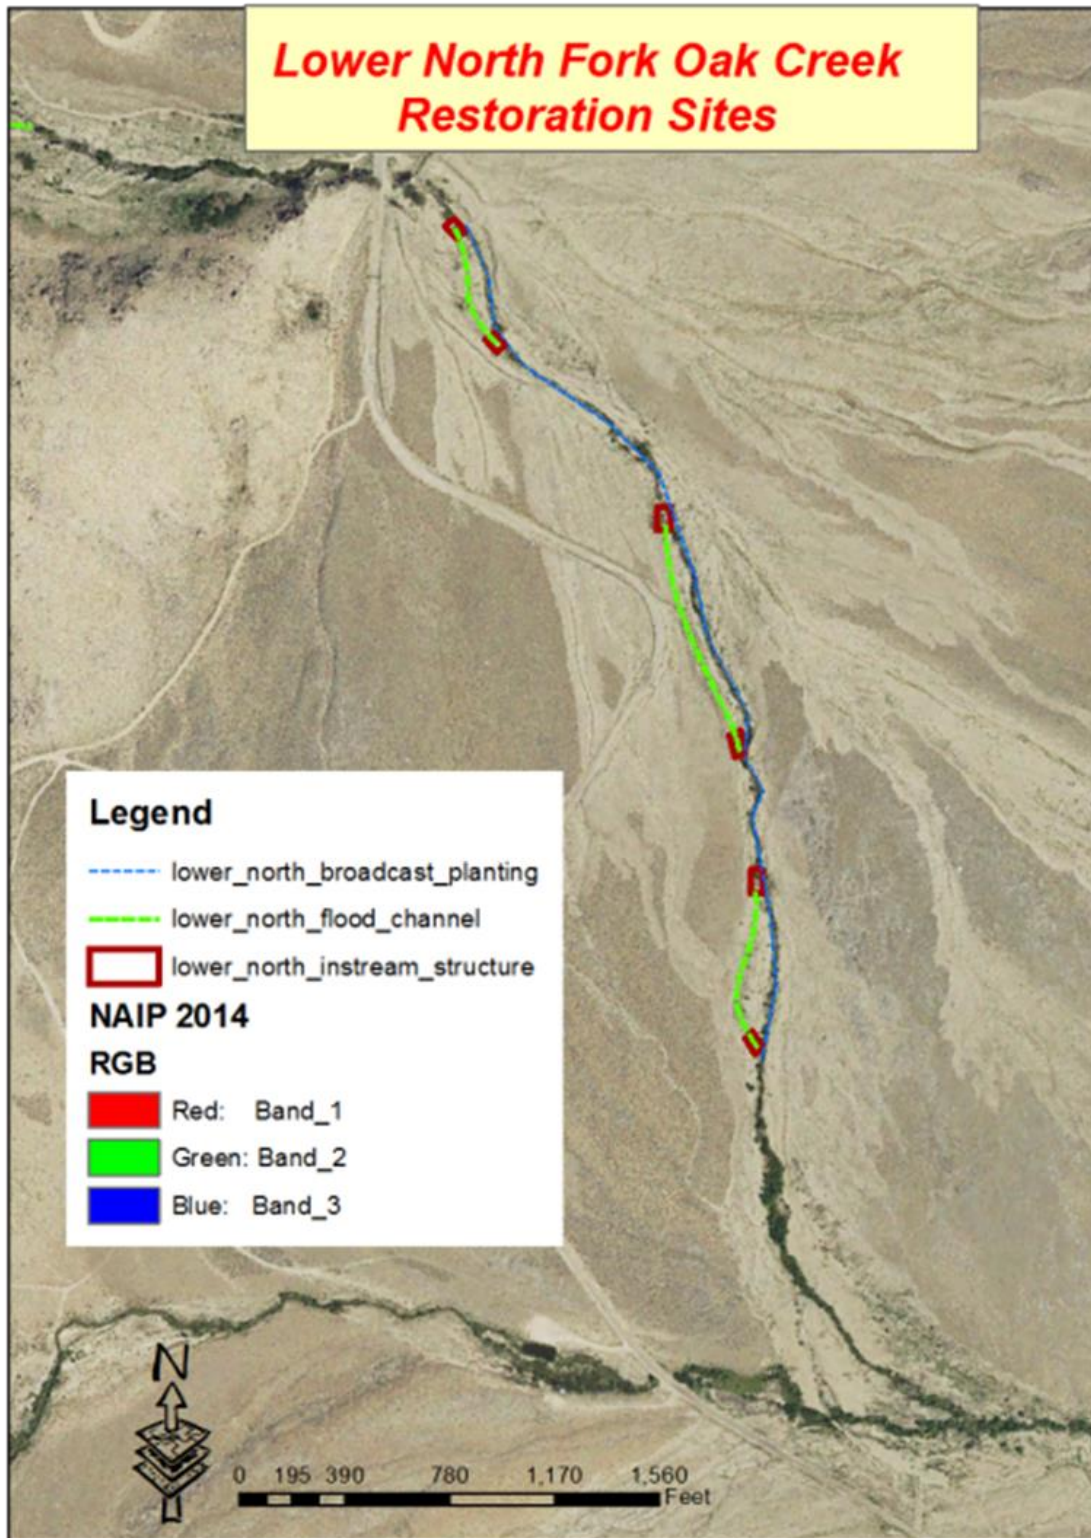 Lower North Fork Oak Creek
Restoration Sites
Legend
lower_north_broadcast_planting
lower_north_flood_channel
lower_north_instream_structure
NAIP 2014
RGB
Red: Band_1
Green: Band_2
Blue: Band_3
N
0 195 390 780 1,170 1,560
Feet